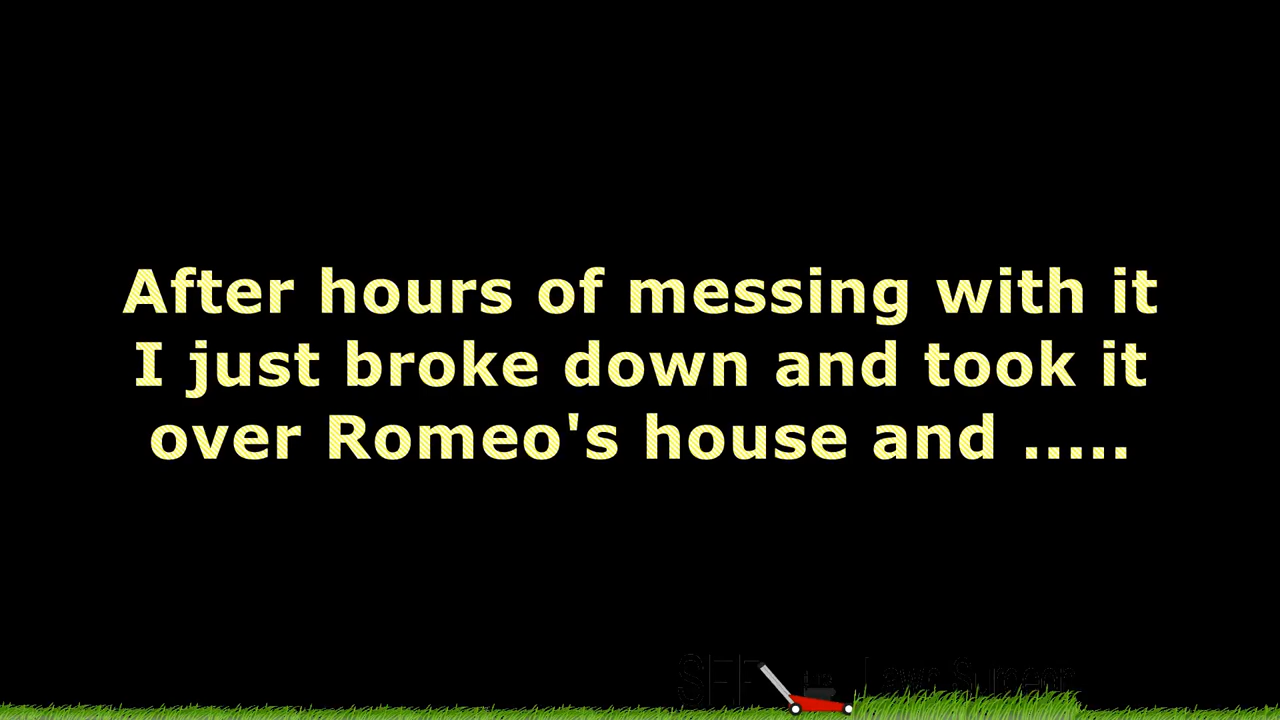 After hours of messing with it
I just broke down and took it
over Romeo's house and .....